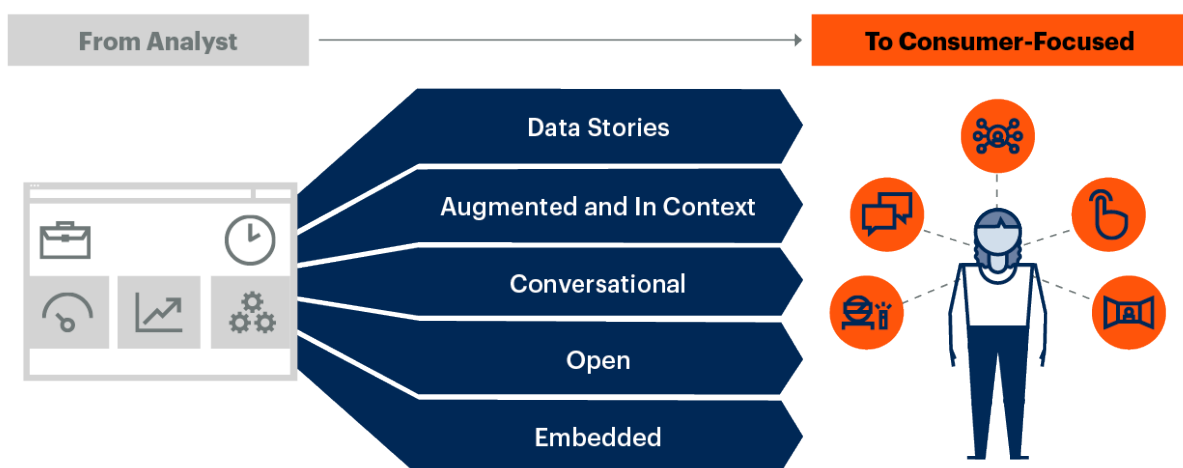 From Analyst
To Consumer-Focused
Data Stories
Augmented and In Context
Conversational
Open
Embedded